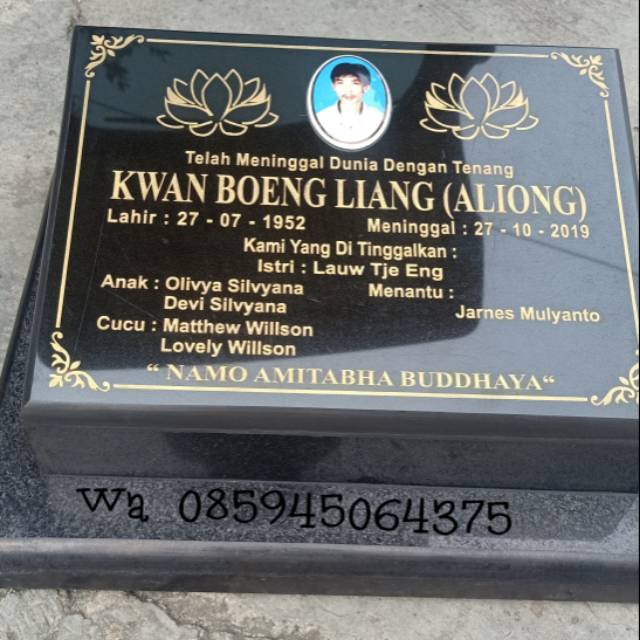 Telah Meninggal Dunia Dengan Tenang
KWAN BOENG LIANG (ALIONG)
Lahir : 27 - 07 - 1952 Meninggal : 27 - 10 - 2019
Kami Yang Di Tinggalkan :
Istri : Lauw Tje Eng
Anak : Olivya Silvyana Menantu :
Devi Silvyana Jarnes Mulyanto
Cucu : Matthew Willson
Lovely Willson
“ NAMO AMITABHA BUDDHAYA“
Wa 085945064375